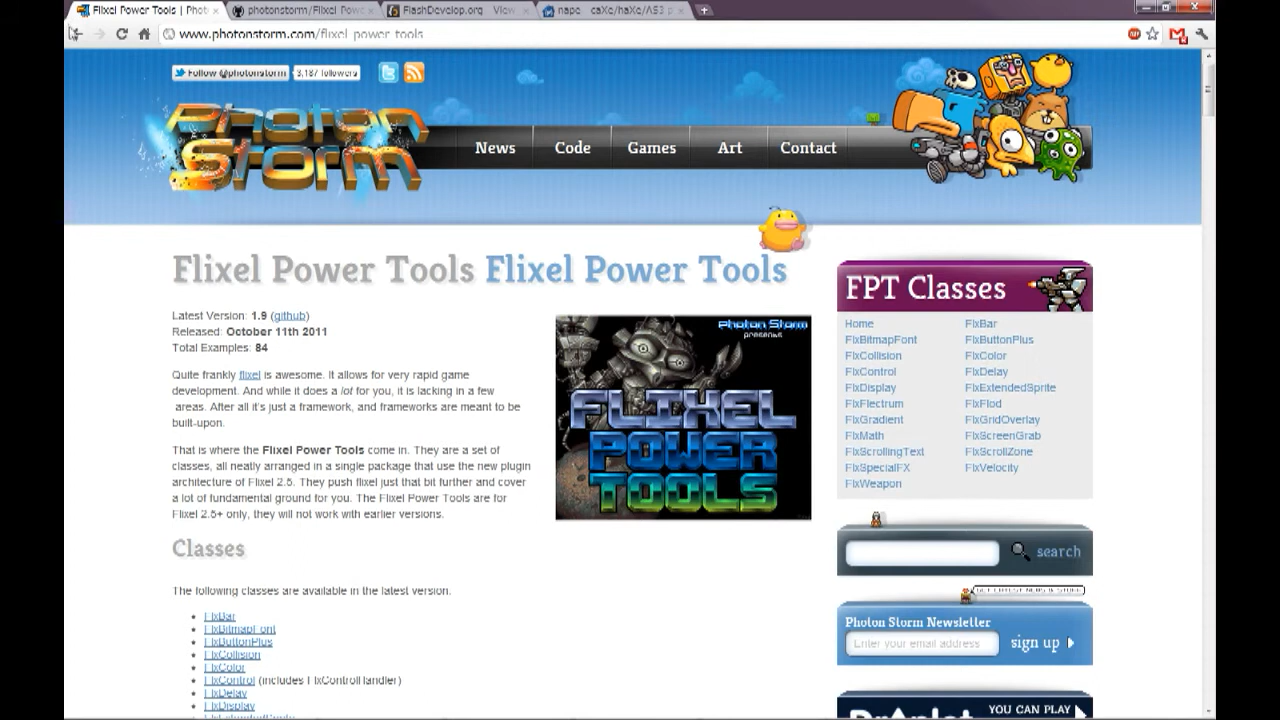 Flixel Power Tools | Phot
photonstorm/Flixel Powe
FlashDevelop.org View
nape caXe/haXe/AS3 p
www.photonstorm.com/flixel power tools
Follow @photonstorm
3,187 followers
Photon
Storm
News
Code
Games
Art
Contact
Flixel Power Tools Flixel Power Tools
Latest Version: 1.9 (github)
Released: October 11th 2011
Total Examples: 84
Quite frankly flixel is awesome. It allows for very rapid game
development. And while it does a lot for you, it is lacking in a few
areas. After all it's just a framework, and frameworks are meant to be
built-upon.
That is where the Flixel Power Tools come in. They are a set of
classes, all neatly arranged in a single package that use the new plugin
architecture of Flixel 2.5. They push flixel just that bit further and cover
a lot of fundamental ground for you. The Flixel Power Tools are for
Flixel 2.5+ only, they will not work with earlier versions.
Photon Storm
presents
FLIXEL
POWER
TOOLS
Classes
The following classes are available in the latest version.
FlxBar
FlxBitmapFont
FlxButtonPlus
FlxCollision
FlxColor
FlxControl (includes FlxControlHandler)
FlxDelay
FlxDisplay
FPT Classes
Home
FlxBar
FlxBitmapFont
FlxButtonPlus
FlxCollision
FlxColor
FlxControl
FlxDelay
FlxDisplay
FlxExtendedSprite
FlxFlectrum
FlxFlod
FlxGradient
FlxGridOverlay
FlxMath
FlxScreenGrab
FlxScrollingText
FlxScrollZone
FlxSpecialFX
FlxVelocity
FlxWeapon
search
Photon Storm Newsletter
Enter your email address
sign up
YOU CAN PLAY